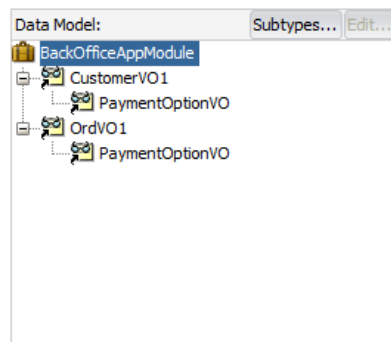 Data Model: Subtypes... Edit...
BackOfficeAppModule
CustomerVO1
PaymentOptionVO
OrdVO1
PaymentOptionVO